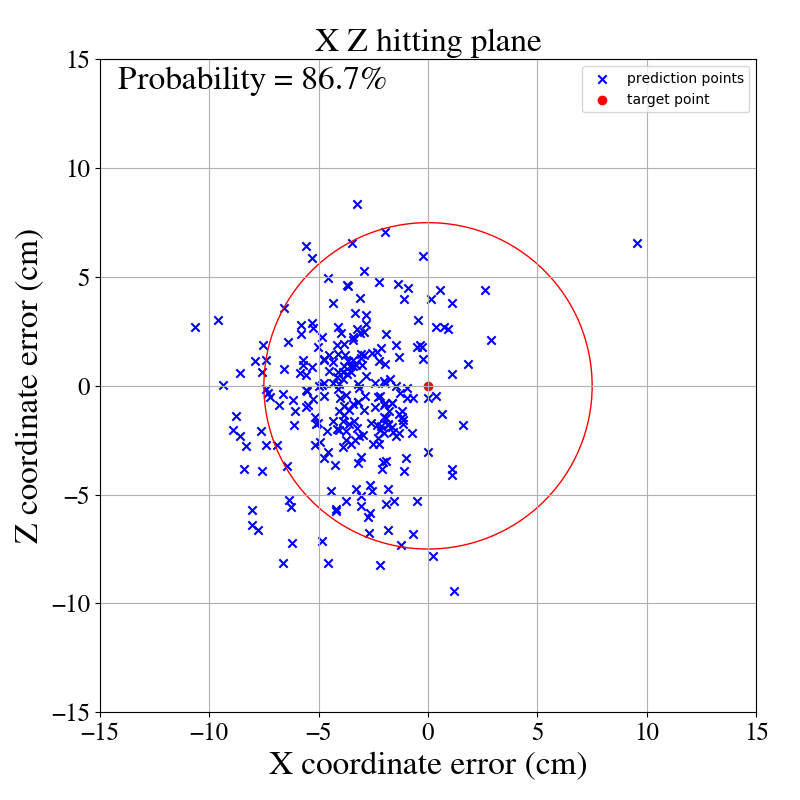 X Z hitting plane
Probability = 86.7%
prediction points
target point
Z coordinate error (cm)
15
10
5
0
−5
−10
−15
−15
−10
−5
0
5
10
15
X coordinate error (cm)